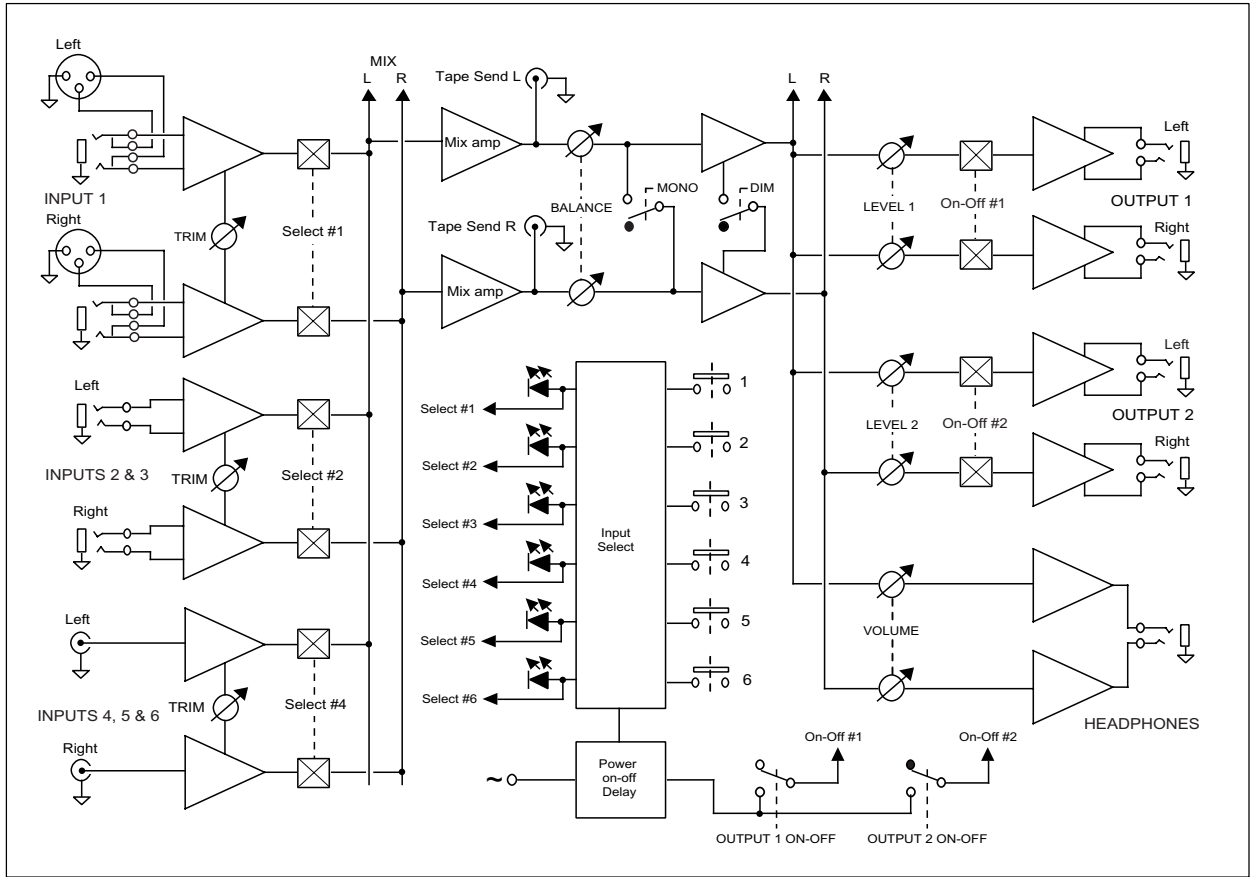 Left
INPUT 1
Right
TRIM
Select #1
MIX
L R
Left
INPUTS 2 & 3
TRIM
Select #2
Right
Left
INPUTS 4, 5 & 6
TRIM
Select #4
Right
Tape Send L
Mix amp
BALANCE
MONO
DIM
Tape Send R
Mix amp
L R
Select #1
Select #2
Select #3
Select #4
Select #5
Select #6
Input
Select
1
2
3
4
5
6
~
Power
on-off
Delay
On-Off #1
On-Off #2
OUTPUT 1 ON-OFF
OUTPUT 2 ON-OFF
LEVEL 1
On-Off #1
Left
OUTPUT 1
Right
LEVEL 2
On-Off #2
Left
OUTPUT 2
Right
VOLUME
HEADPHONES